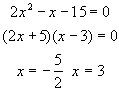 2x² − x − 15 = 0
(2x + 5)(x − 3) = 0
x = −5/2  x = 3